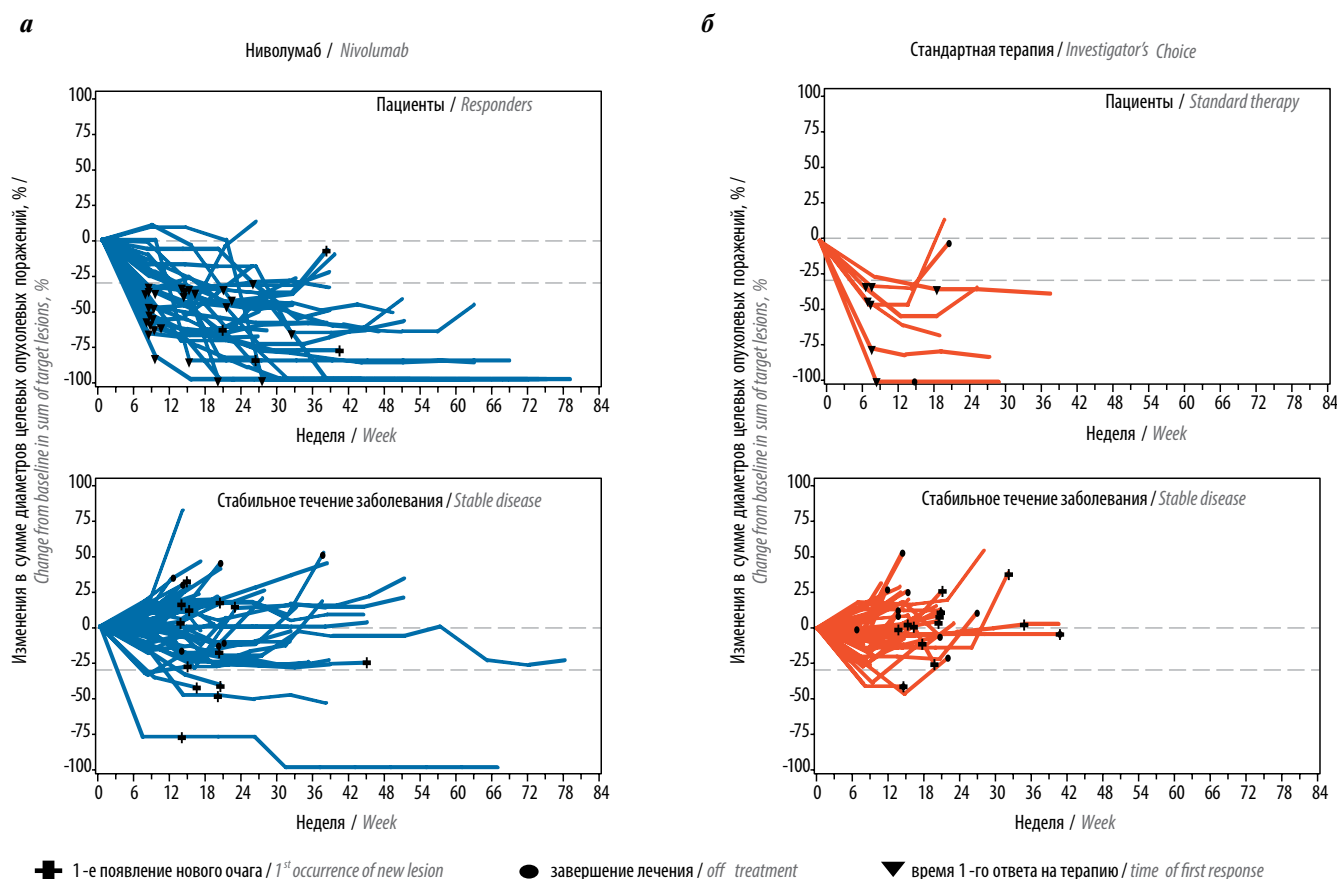 а
б
Ниволумаб / Nivolumab
Стандартная терапия / Investigator's Choice
Изменения в сумме диаметров целевых опухолевых поражений, % /
Change from baseline in sum of target lesions, %
Пациенты / Responders
100
75
50
25
0
-25
-50
-75
-100
0 6 12 18 24 30 36 42 48 54 60 66 72 78 84
Неделя / Week
Стабильное течение заболевания / Stable disease
100
75
50
25
0
-25
-50
-75
-100
0 6 12 18 24 30 36 42 48 54 60 66 72 78 84
Неделя / Week
Изменения в сумме диаметров целевых опухолевых поражений, % /
Change from baseline in sum of target lesions, %
Пациенты / Standard therapy
100
75
50
25
0
-25
-50
-75
-100
0 6 12 18 24 30 36 42 48 54 60 66 72 78 84
Неделя / Week
Стабильное течение заболевания / Stable disease
100
75
50
25
0
-25
-50
-75
-100
0 6 12 18 24 30 36 42 48 54 60 66 72 78 84
Неделя / Week
1-е появление нового очага / 1st occurrence of new lesion
завершение лечения / off treatment
время 1-го ответа на терапию / time of first response